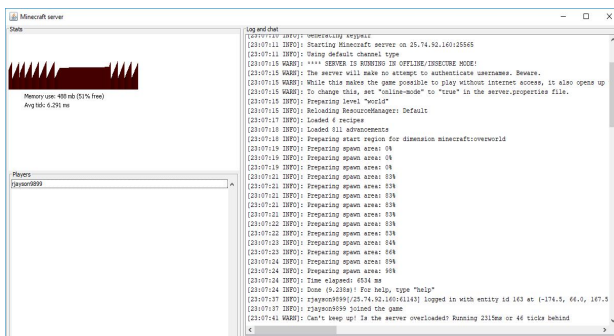 Minecraft server
Stats
Memory use: 488 mb (51% free)
Avg tick: 6.291 ms
Players
rjayson9899
Log and chat
[23:07:10 INFO]: Generating keypair
[23:07:11 INFO]: Starting Minecraft server on 25.74.92.160:25565
[23:07:11 INFO]: Using default channel type
[23:07:15 WARN]: **** SERVER IS RUNNING IN OFFLINE/INSECURE MODE!
[23:07:15 WARN]: The server will make no attempt to authenticate usernames. Beware.
[23:07:15 WARN]: While this makes the game possible to play without internet access, it also opens up
[23:07:15 WARN]: To change this, set "online-mode" to "true" in the server.properties file.
[23:07:15 INFO]: Preparing level "world"
[23:07:15 INFO]: Reloading ResourceManager: Default
[23:07:17 INFO]: Loaded 6 recipes
[23:07:18 INFO]: Loaded 811 advancements
[23:07:18 INFO]: Preparing start region for dimension minecraft:overworld
[23:07:19 INFO]: Preparing spawn area: 0%
[23:07:19 INFO]: Preparing spawn area: 0%
[23:07:19 INFO]: Preparing spawn area: 0%
[23:07:21 INFO]: Preparing spawn area: 83%
[23:07:21 INFO]: Preparing spawn area: 83%
[23:07:21 INFO]: Preparing spawn area: 83%
[23:07:21 INFO]: Preparing spawn area: 83%
[23:07:21 INFO]: Preparing spawn area: 83%
[23:07:22 INFO]: Preparing spawn area: 83%
[23:07:22 INFO]: Preparing spawn area: 83%
[23:07:23 INFO]: Preparing spawn area: 84%
[23:07:23 INFO]: Preparing spawn area: 86%
[23:07:24 INFO]: Preparing spawn area: 89%
[23:07:24 INFO]: Preparing spawn area: 98%
[23:07:24 INFO]: Time elapsed: 6534 ms
[23:07:24 INFO]: Done (9.238s)! For help, type "help"
[23:07:37 INFO]: rjayson9899[/25.74.92.160:61143] logged in with entity id 163 at (-174.5, 66.0, 167.5
[23:07:37 INFO]: rjayson9899 joined the game
[23:07:41 WARN]: Can't keep up! Is the server overloaded? Running 2315ms or 46 ticks behind